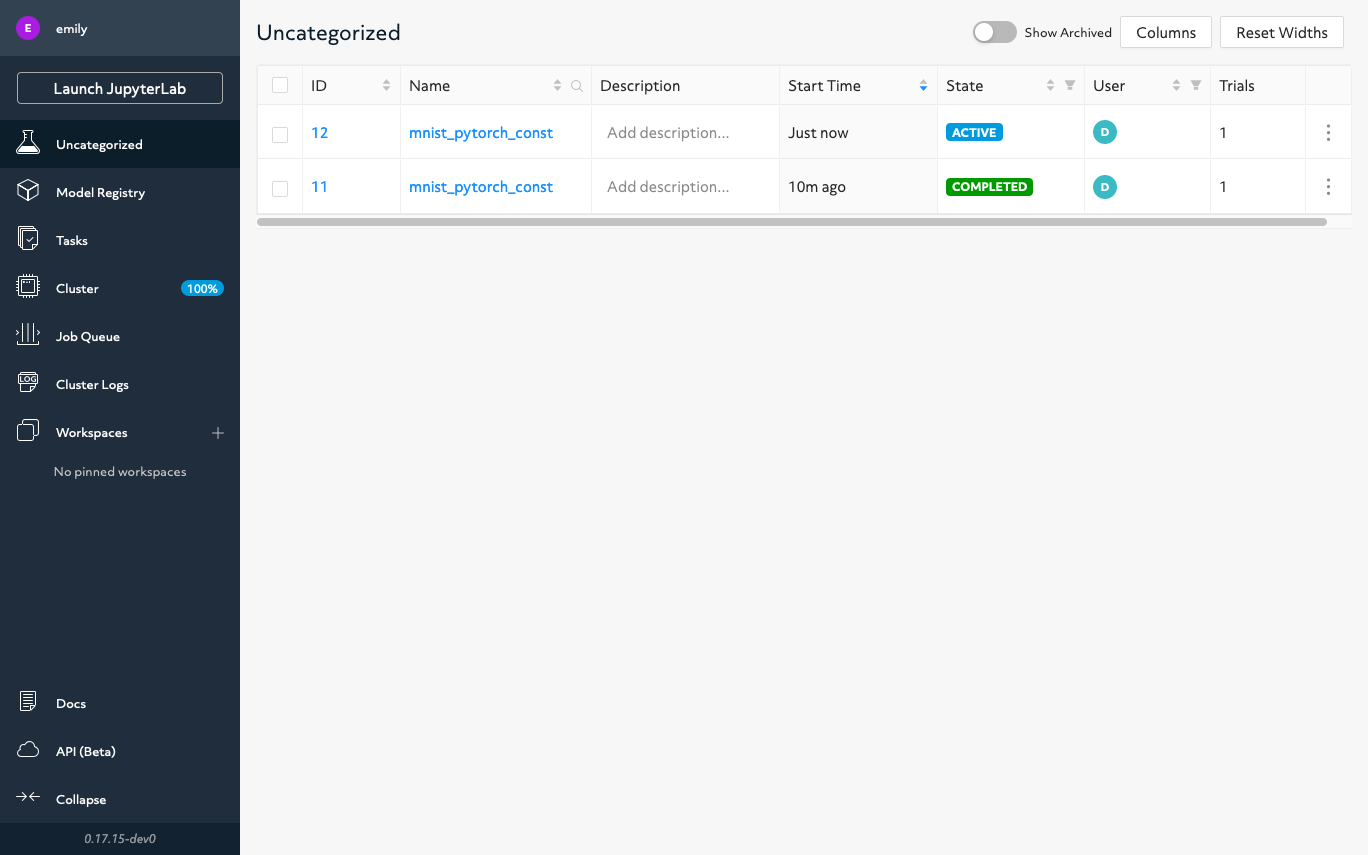 E emily
Launch JupyterLab
Uncategorized
Model Registry
Tasks
Cluster 100%
Job Queue
LOG Cluster Logs
Workspaces
No pinned workspaces
Docs
API (Beta)
Collapse
0.17.15-dev0
Uncategorized Show Archived Columns Reset Widths
ID Name Description Start Time State User Trials
12 mnist_pytorch_const Add description... Just now ACTIVE D 1
11 mnist_pytorch_const Add description... 10m ago COMPLETED D 1